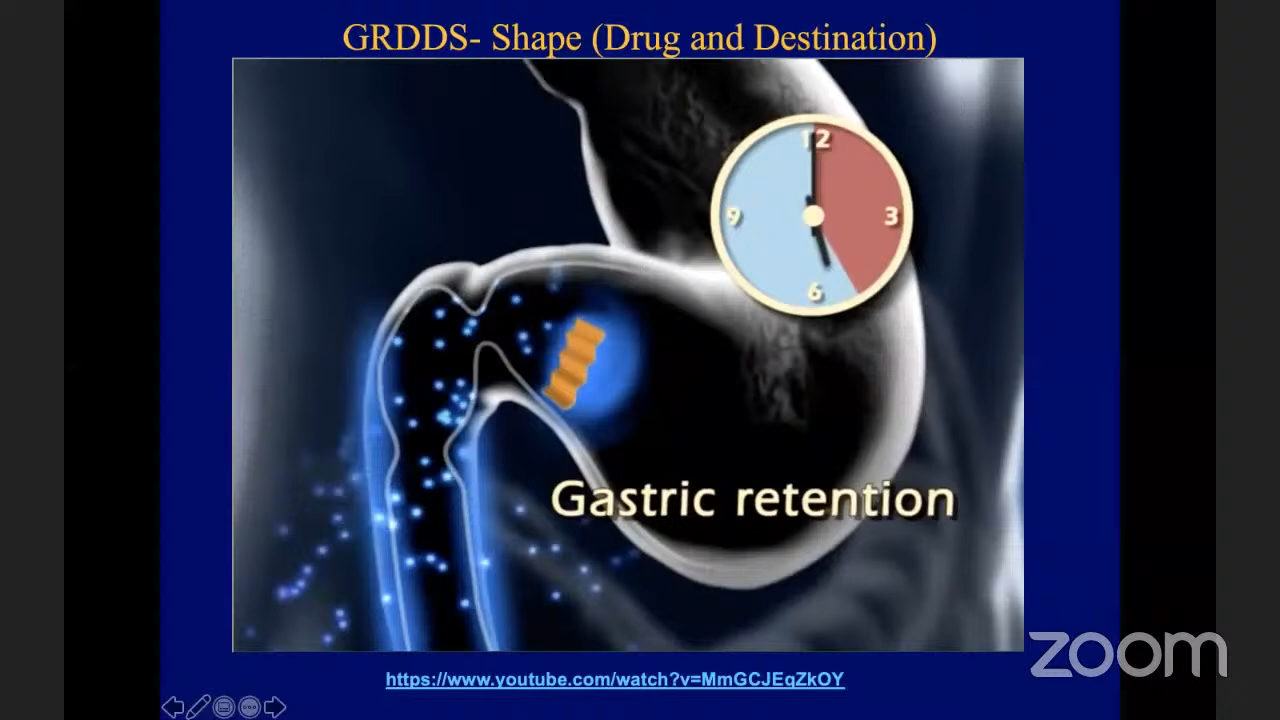 GRDDS- Shape (Drug and Destination)
12
9
3
6
Gastric retention
zoom
https://www.youtube.com/watch?v=MmGCJEqZkOY